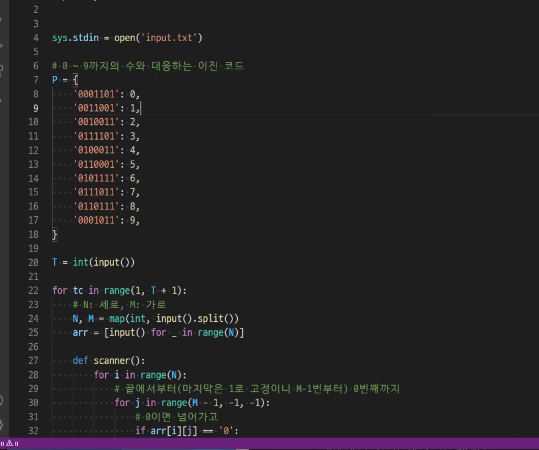 2
3
4 sys.stdin = open('input.txt')
5
6 # 0 ~ 9까지의 수와 대응하는 이진 코드
7 P = {
8 '0001101': 0,
9 '0011001': 1,
10 '0010011': 2,
11 '0111101': 3,
12 '0100011': 4,
13 '0110001': 5,
14 '0101111': 6,
15 '0111011': 7,
16 '0110111': 8,
17 '0001011': 9,
18 }
19
20 T = int(input())
21
22 for tc in range(1, T + 1):
23 # N: 세로, M: 가로
24 N, M = map(int, input().split())
25 arr = [input() for _ in range(N)]
26
27 def scanner():
28 for i in range(N):
29 # 끝에서부터(마지막은 1로 고정이니 M-1번부터) 0번째까지
30 for j in range(M - 1, -1, -1):
31 # 0이면 넘어가고
32 if arr[i][j] == '0':
0 0